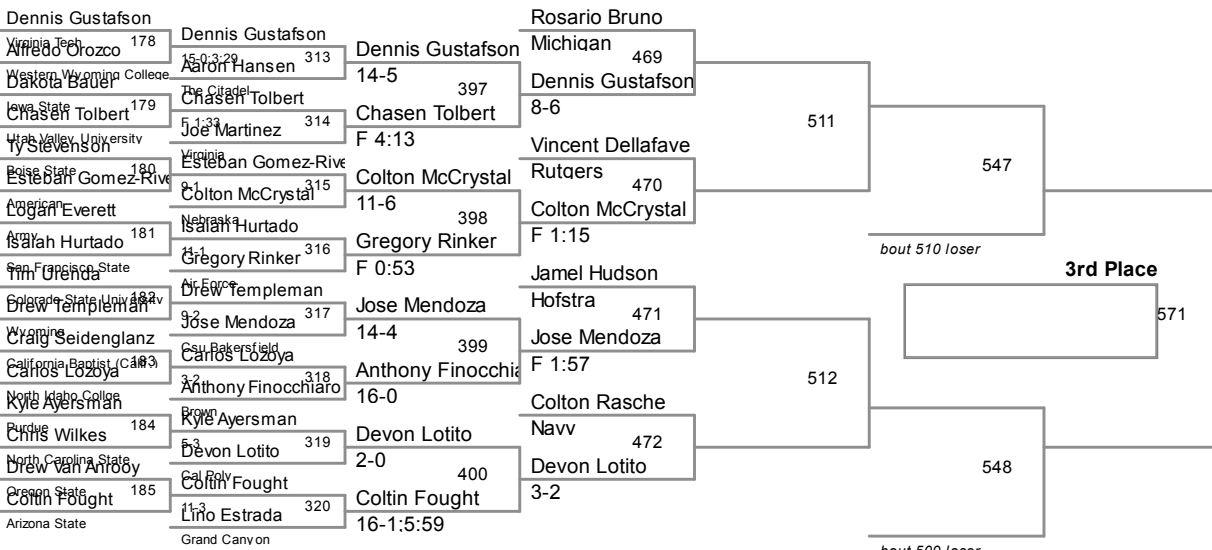 Dennis Gustafson
Virginia Tech
178
Alfredo Orozco
Western Wyoming College
Dakota Bauer
Iowa State
179
Chasen Tolbert
Utah Valley University
Ty Stevenson
Boise State
180
Esteban Gomez-Rive
American
Logan Everett
Army
181
Isaiah Hurtado
San Francisco State
Tim Urenda
Colorado State University
182
Drew Templeman
Wyoming
Craig Seidenglanz
California Baptist (Calif.)
183
Carlos Lozoya
North Idaho Collge
Kyle Ayersman
Purdue
184
Chris Wilkes
North Carolina State
Drew Van Anrooy
Oregon State
185
Coltin Fought
Arizona State
Dennis Gustafson
15-0;3:29
313
Aaron Hansen
The Citadel
Chasen Tolbert
F 1:33
314
Joe Martinez
Virginia
Esteban Gomez-Rive
9-1
315
Colton McCrystal
Nebraska
Isaiah Hurtado
11-1
316
Gregory Rinker
Air Force
Drew Templeman
9-2
317
Jose Mendoza
Csu Bakersfield
Carlos Lozoya
3-2
318
Anthony Finocchiaro
Brown
Kyle Ayersman
5-3
319
Devon Lotito
Cal Poly
Coltin Fought
11-3
320
Lino Estrada
Grand Canyon
Dennis Gustafson
14-5
397
Chasen Tolbert
F 4:13
Colton McCrystal
11-6
398
Gregory Rinker
F 0:53
Jose Mendoza
14-4
399
Anthony Finocchia
16-0
Devon Lotito
2-0
400
Coltin Fought
16-1;5:59
Rosario Bruno
Michigan
469
Dennis Gustafson
8-6
Vincent Dellafave
Rutgers
470
Colton McCrystal
F 1:15
Jamel Hudson
Hofstra
471
Jose Mendoza
F 1:57
Colton Rasche
Navy
472
Devon Lotito
3-2
511
512
547
bout 510 loser
548
bout 509 loser
3rd Place
571